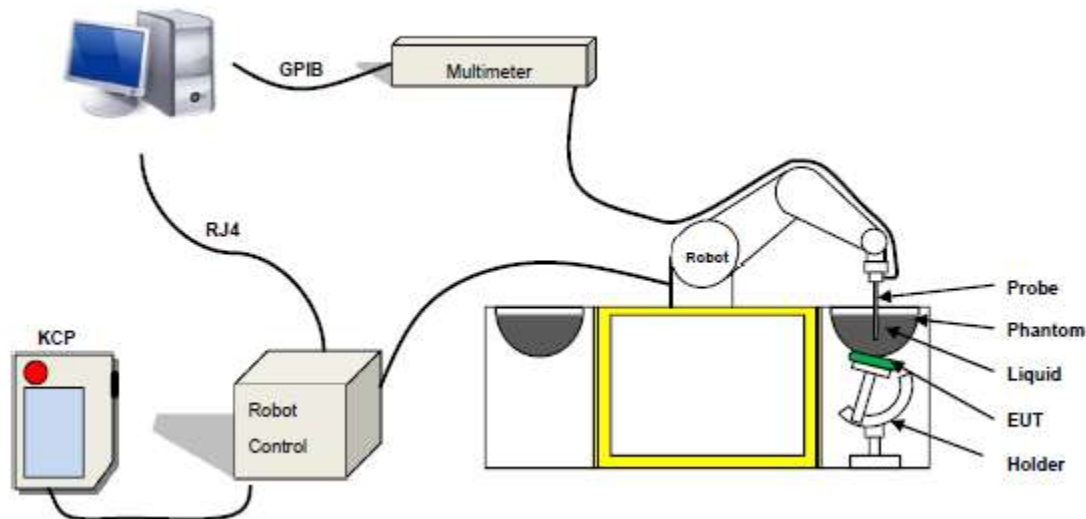 GPIB
Multimeter
RJ4
Robot
KCP
Robot
Control
Probe
Phantom
Liquid
EUT
Holder